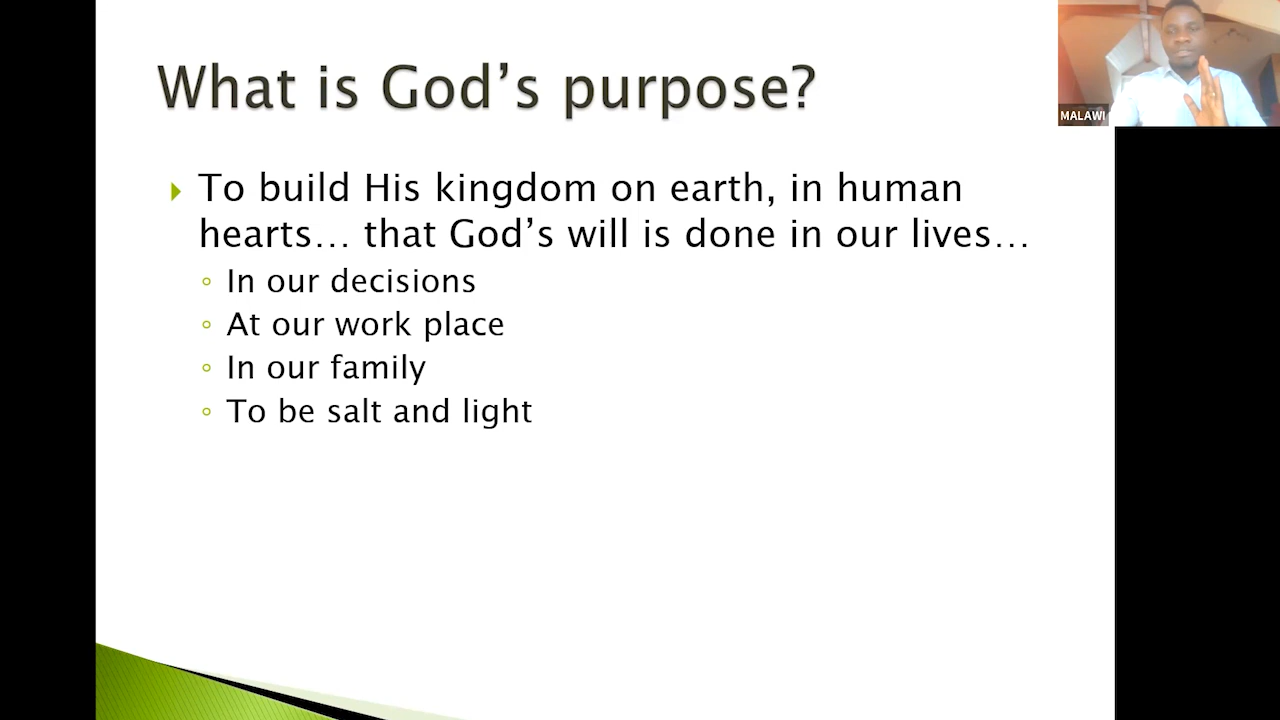 What is God's purpose?
To build His kingdom on earth, in human
hearts… that God's will is done in our lives…
In our decisions
At our work place
In our family
To be salt and light
MALAWI